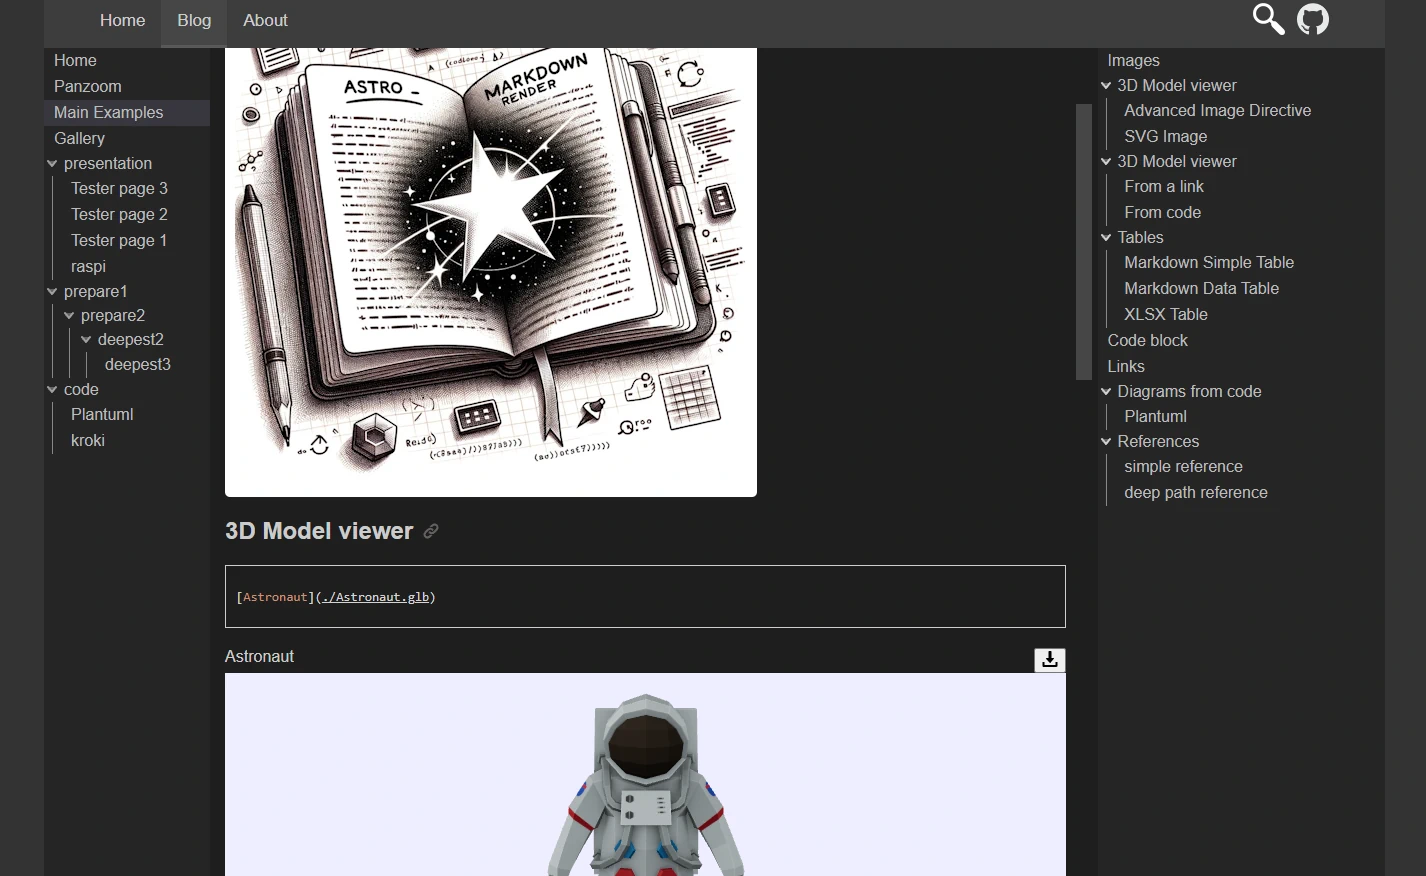 Home
Blog
About
Home
Panzoom
Main Examples
Gallery
presentation
Tester page 3
Tester page 2
Tester page 1
raspi
prepare1
prepare2
deepest2
deepest3
code
Plantuml
kroki
ASTRO -
MARKDOWN
RENDER
3D Model viewer
[Astronaut](./Astronaut.glb)
Astronaut
Images
3D Model viewer
Advanced Image Directive
SVG Image
3D Model viewer
From a link
From code
Tables
Markdown Simple Table
Markdown Data Table
XLSX Table
Code block
Links
Diagrams from code
Plantuml
References
simple reference
deep path reference